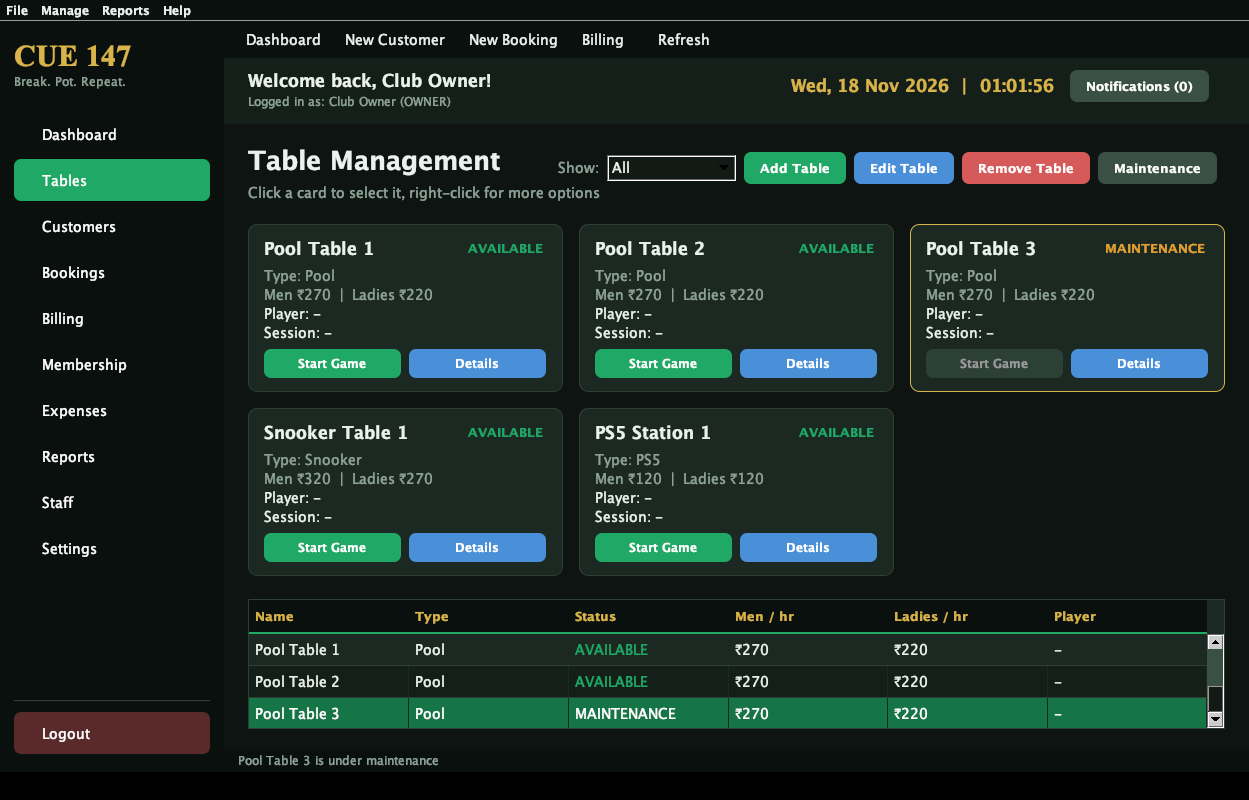 File Manage Reports Help
CUE 147
Break. Pot. Repeat.
Dashboard
Tables
Customers
Bookings
Billing
Membership
Expenses
Reports
Staff
Settings
Logout
Dashboard New Customer New Booking Billing Refresh
Welcome back, Club Owner!
Logged in as: Club Owner (OWNER)
Wed, 18 Nov 2026 | 01:01:56
Notifications (0)
Table Management
Click a card to select it, right-click for more options
Show: All Add Table Edit Table Remove Table Maintenance
Pool Table 1 AVAILABLE
Type: Pool
Men ₹270 | Ladies ₹220
Player: –
Session: –
Start Game Details
Pool Table 2 AVAILABLE
Type: Pool
Men ₹270 | Ladies ₹220
Player: –
Session: –
Start Game Details
Pool Table 3 MAINTENANCE
Type: Pool
Men ₹270 | Ladies ₹220
Player: –
Session: –
Start Game Details
Snooker Table 1 AVAILABLE
Type: Snooker
Men ₹320 | Ladies ₹270
Player: –
Session: –
Start Game Details
PS5 Station 1 AVAILABLE
Type: PS5
Men ₹120 | Ladies ₹120
Player: –
Session: –
Start Game Details
Name Type Status Men / hr Ladies / hr Player
Pool Table 1 Pool AVAILABLE ₹270 ₹220 –
Pool Table 2 Pool AVAILABLE ₹270 ₹220 –
Pool Table 3 Pool MAINTENANCE ₹270 ₹220 –
Pool Table 3 is under maintenance